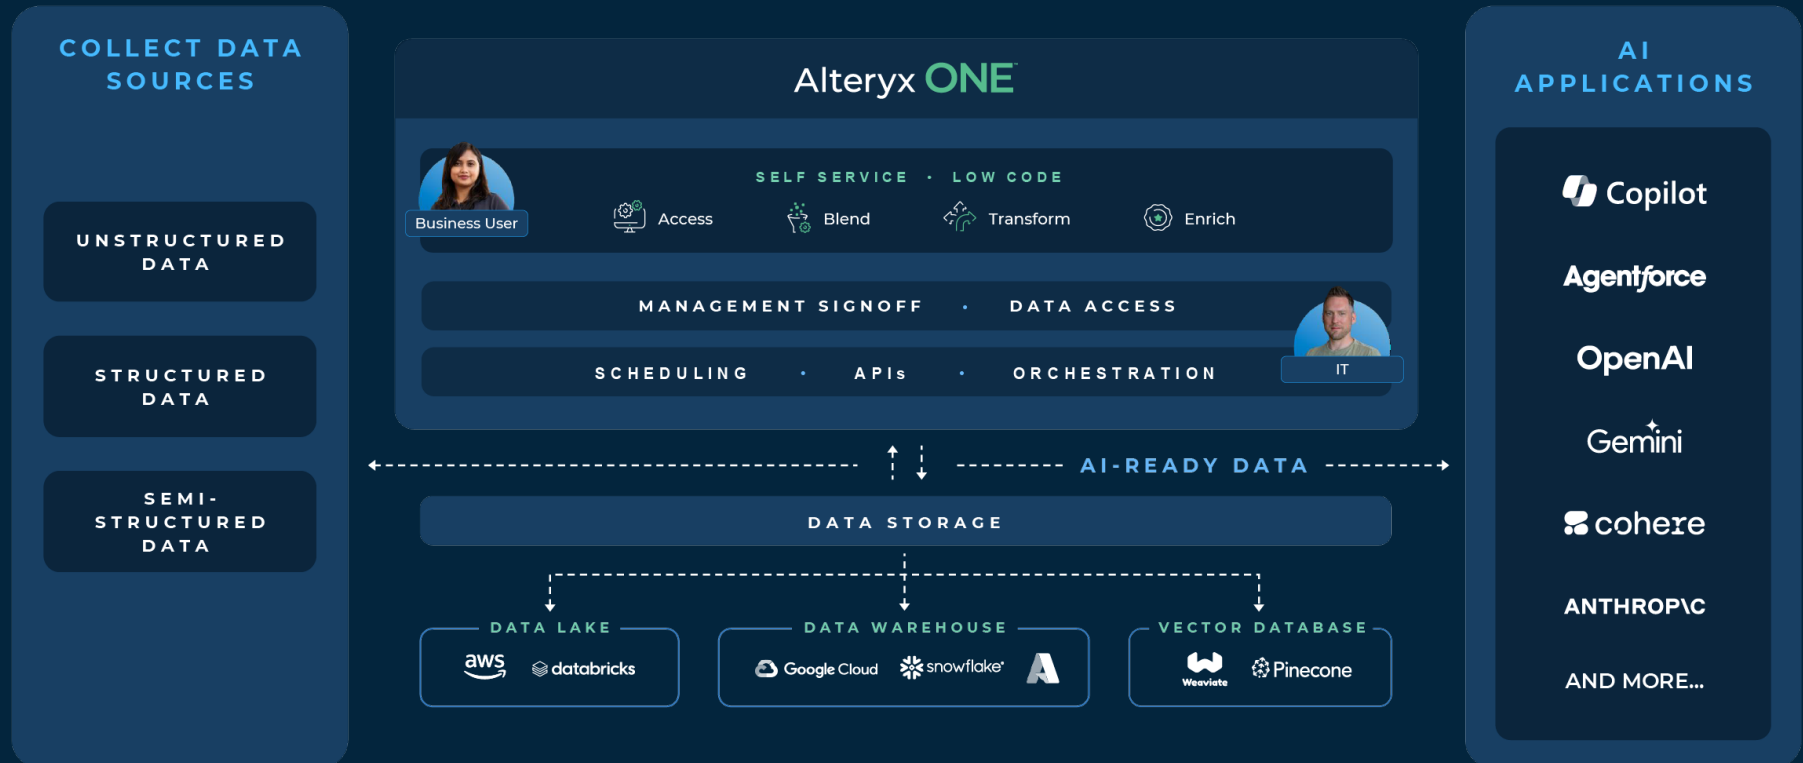 COLLECT DATA
SOURCES
UNSTRUCTURED
DATA
STRUCTURED
DATA
SEMI-
STRUCTURED
DATA
Alteryx ONE™
SELF SERVICE • LOW CODE
Business User
Access
Blend
Transform
Enrich
MANAGEMENT SIGNOFF • DATA ACCESS
SCHEDULING • APIs • ORCHESTRATION
IT
AI-READY DATA
DATA STORAGE
DATA LAKE
aws
databricks
DATA WAREHOUSE
Google Cloud
snowflake®
VECTOR DATABASE
Weaviate
Pinecone
AI
APPLICATIONS
Copilot
Agentforce
OpenAI
Gemini
cohere
ANTHROP\C
AND MORE...